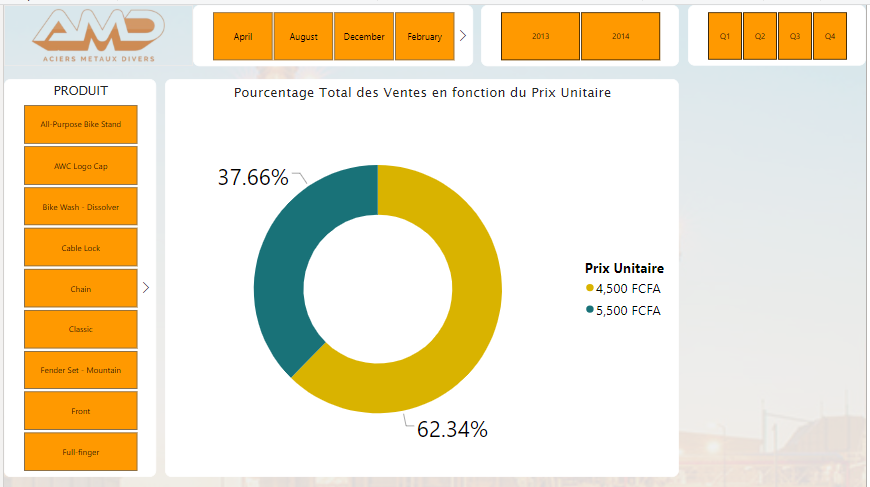 AMD
ACIERS METAUX DIVERS
April
August
December
February
2013
2014
Q1
Q2
Q3
Q4
PRODUIT
All-Purpose Bike Stand
AWC Logo Cap
Bike Wash - Dissolver
Cable Lock
Chain
Classic
Fender Set - Mountain
Front
Full-finger
Pourcentage Total des Ventes en fonction du Prix Unitaire
37.66%
62.34%
Prix Unitaire
4,500 FCFA
5,500 FCFA